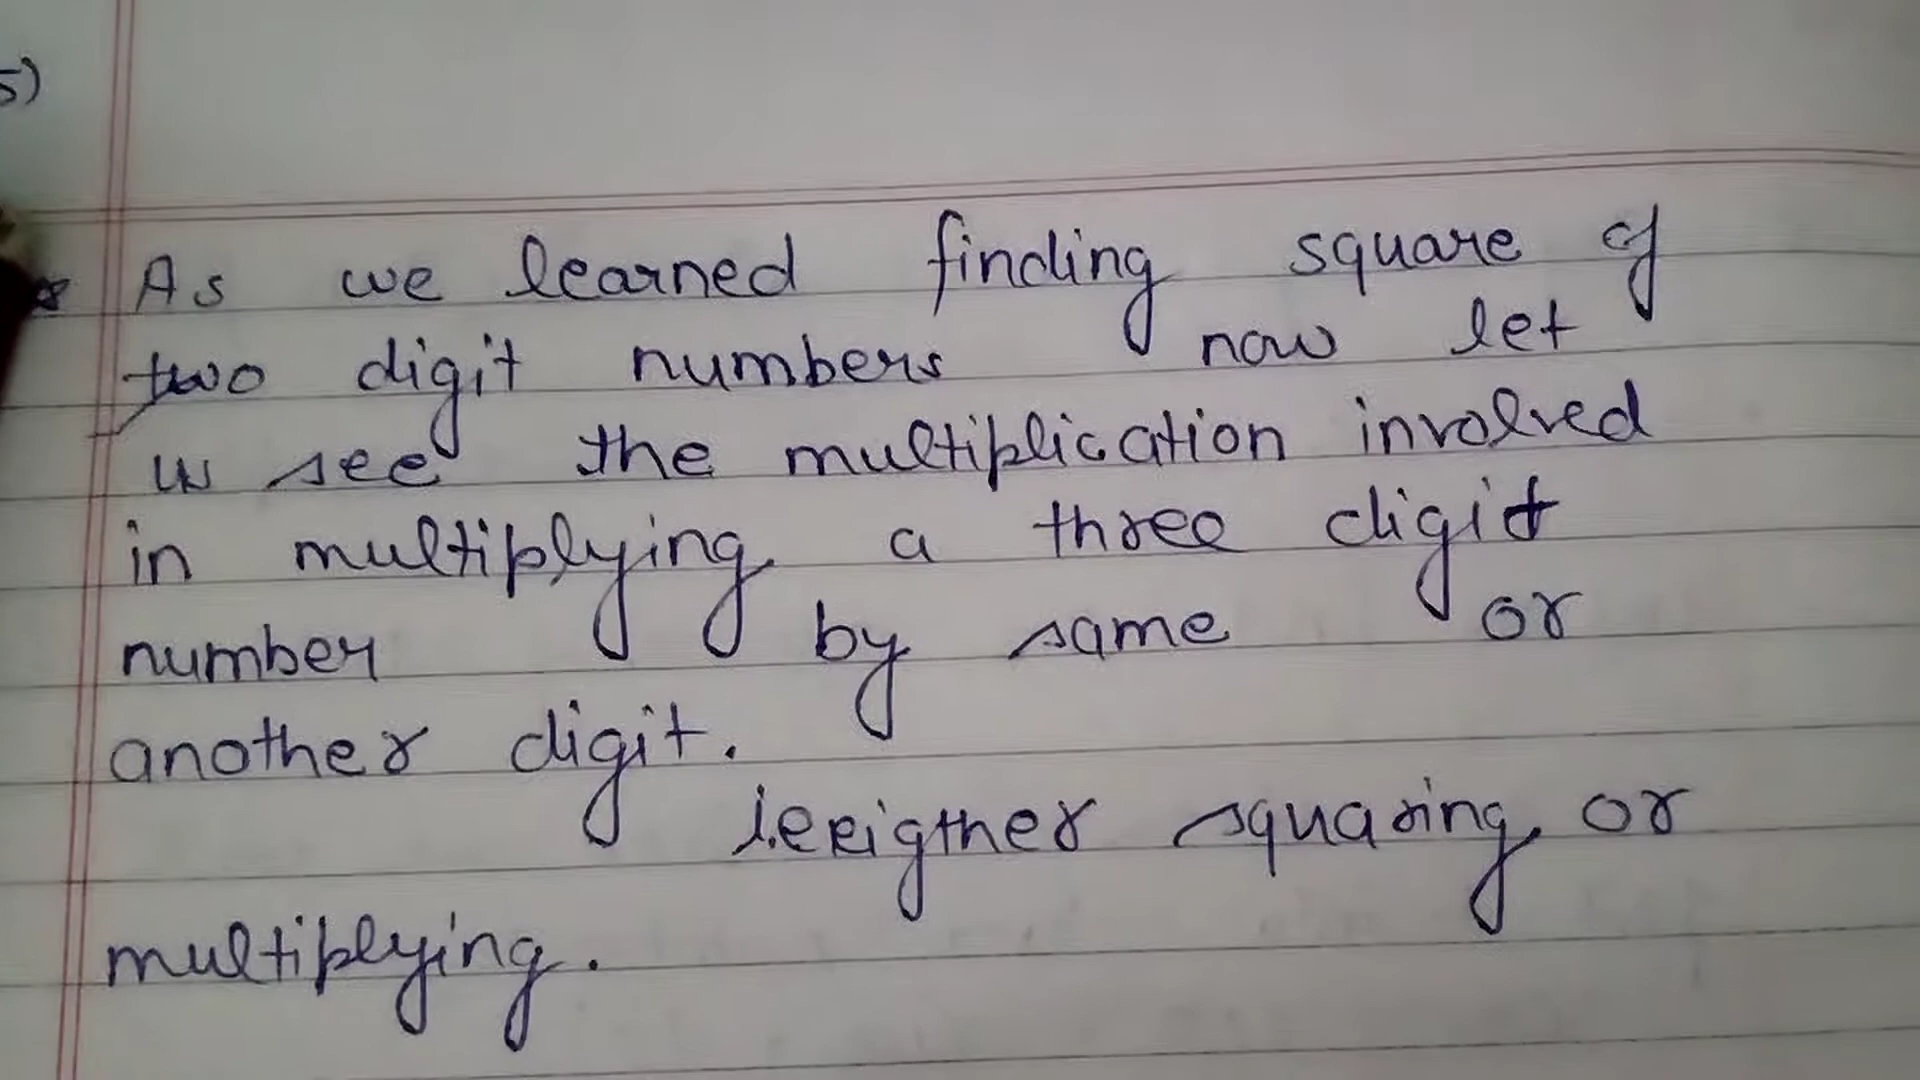 5)
As we learned finding square of
two digit numbers now let
us see the multiplication involved
in multiplying a three digit
number by same or
another digit.
i.e eigther squaring or
multiplying.